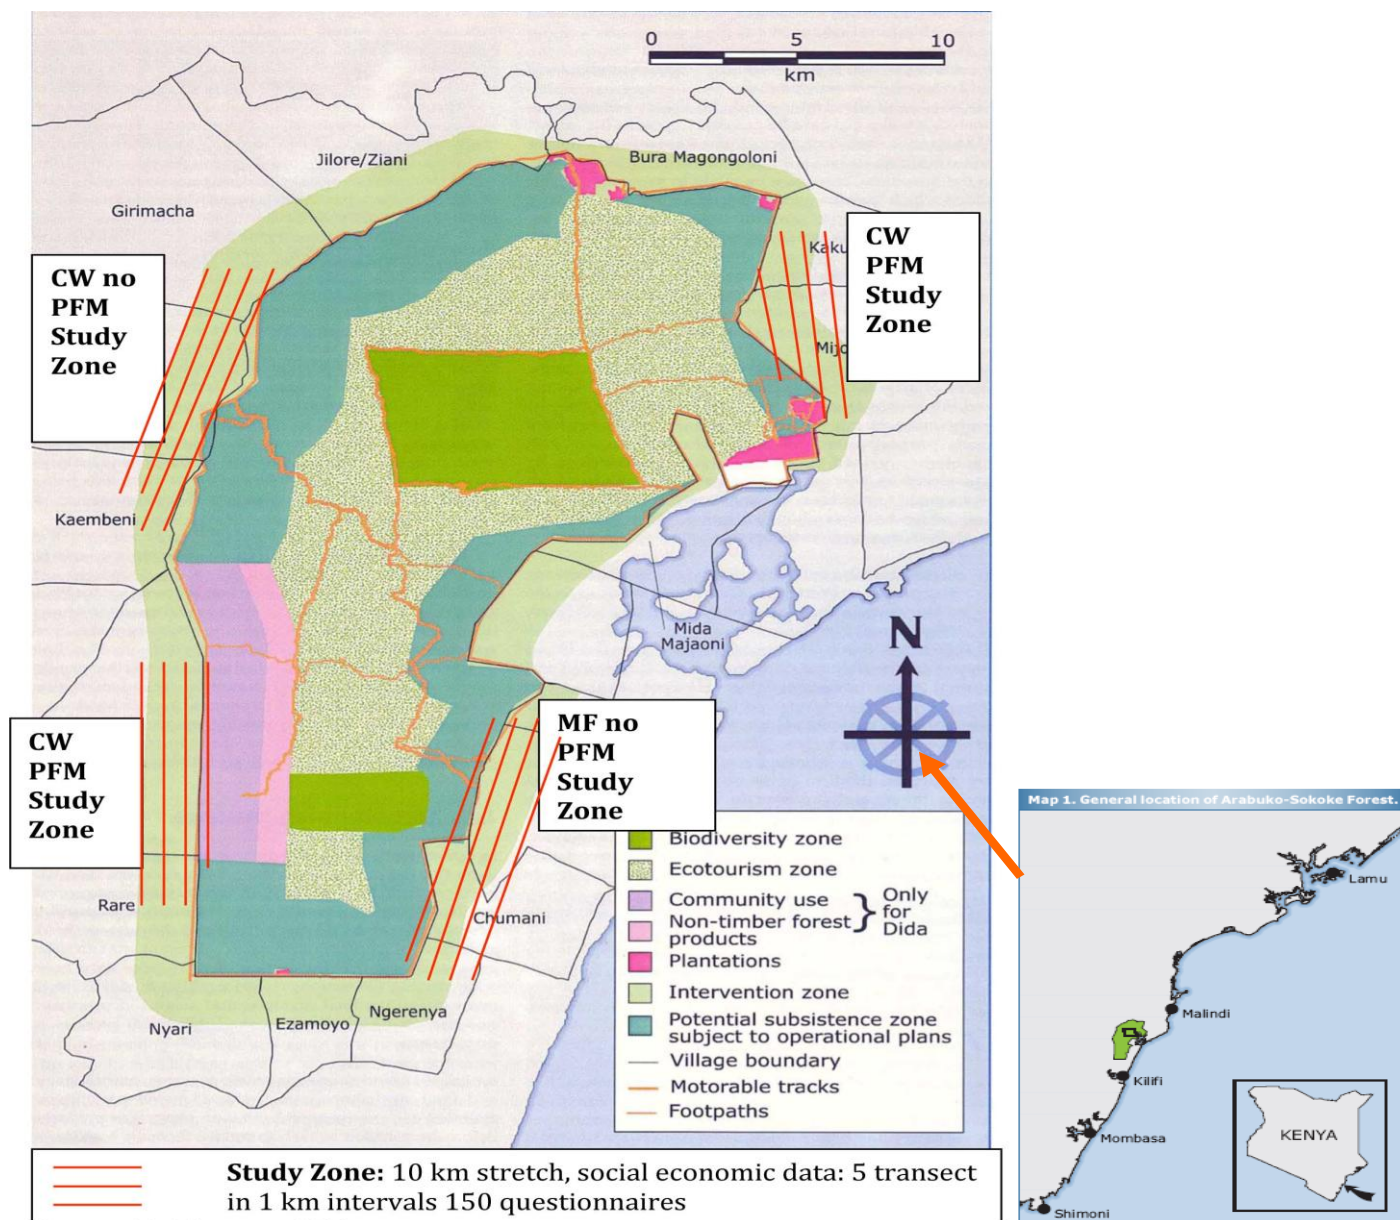 0 5 10
km
Jilore/Ziani
Bura Magongoloni
Girimacha
CW no
PFM
Study
Zone
CW
PFM
Study
Zone
Kaembeni
Mida
Majaoni
N
CW
PFM
Study
Zone
MF no
PFM
Study
Zone
Rare
Chumani
Nyari
Ezamoyo
Ngerenya
Biodiversity zone
Ecotourism zone
Community use
Non-timber forest
products
} Only
for
Dida
Plantations
Intervention zone
Potential subsistence zone
subject to operational plans
Village boundary
Motorable tracks
Footpaths
Study Zone: 10 km stretch, social economic data: 5 transect
in 1 km intervals 150 questionnaires
Map 1. General location of Arabuko-Sokoke Forest.
Lamu
Malindi
Kilifi
Mombasa
Shimoni
KENYA